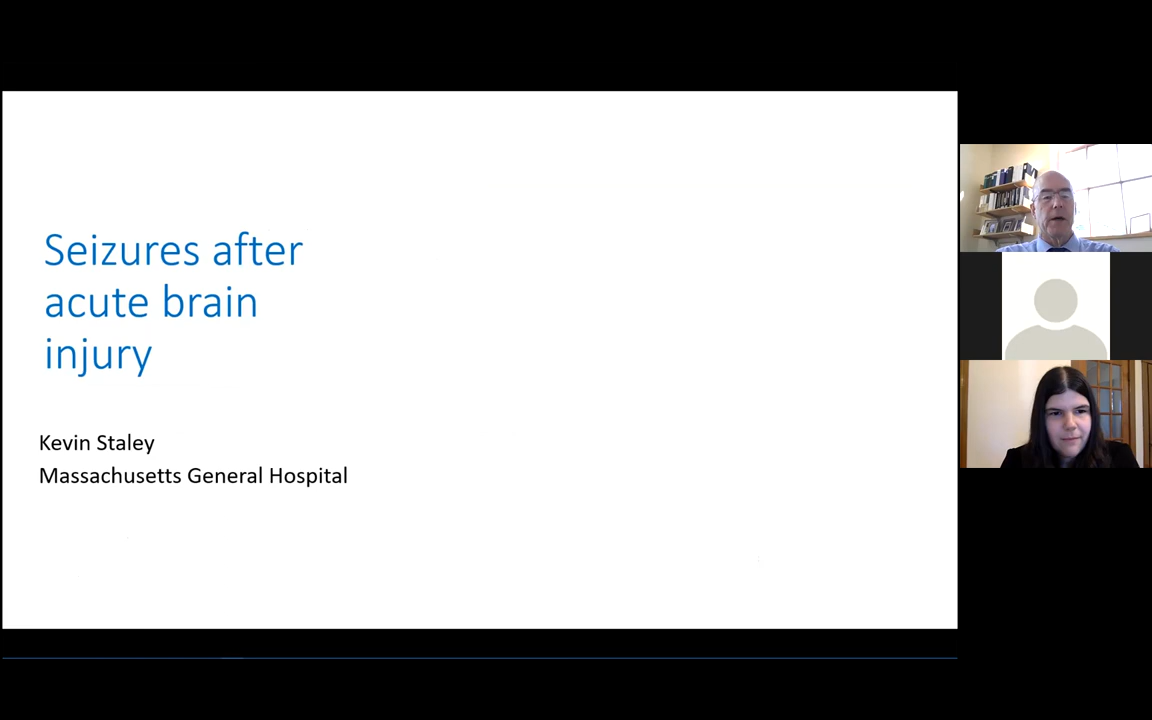 Seizures after
acute brain
injury
Kevin Staley
Massachusetts General Hospital